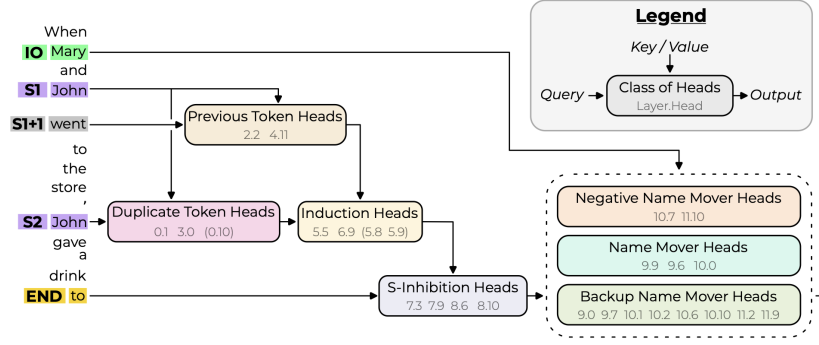 When
IO Mary
and
S1 John
S1+1 went
to
the
store
,
S2 John
gave
a
drink
END to
Previous Token Heads
2.2 4.11
Duplicate Token Heads
0.1 3.0 (0.10)
Induction Heads
5.5 6.9 (5.8 5.9)
S-Inhibition Heads
7.3 7.9 8.6 8.10
Legend
Key / Value
Query
Class of Heads
Layer.Head
Output
Negative Name Mover Heads
10.7 11.10
Name Mover Heads
9.9 9.6 10.0
Backup Name Mover Heads
9.0 9.7 10.1 10.2 10.6 10.10 11.2 11.9